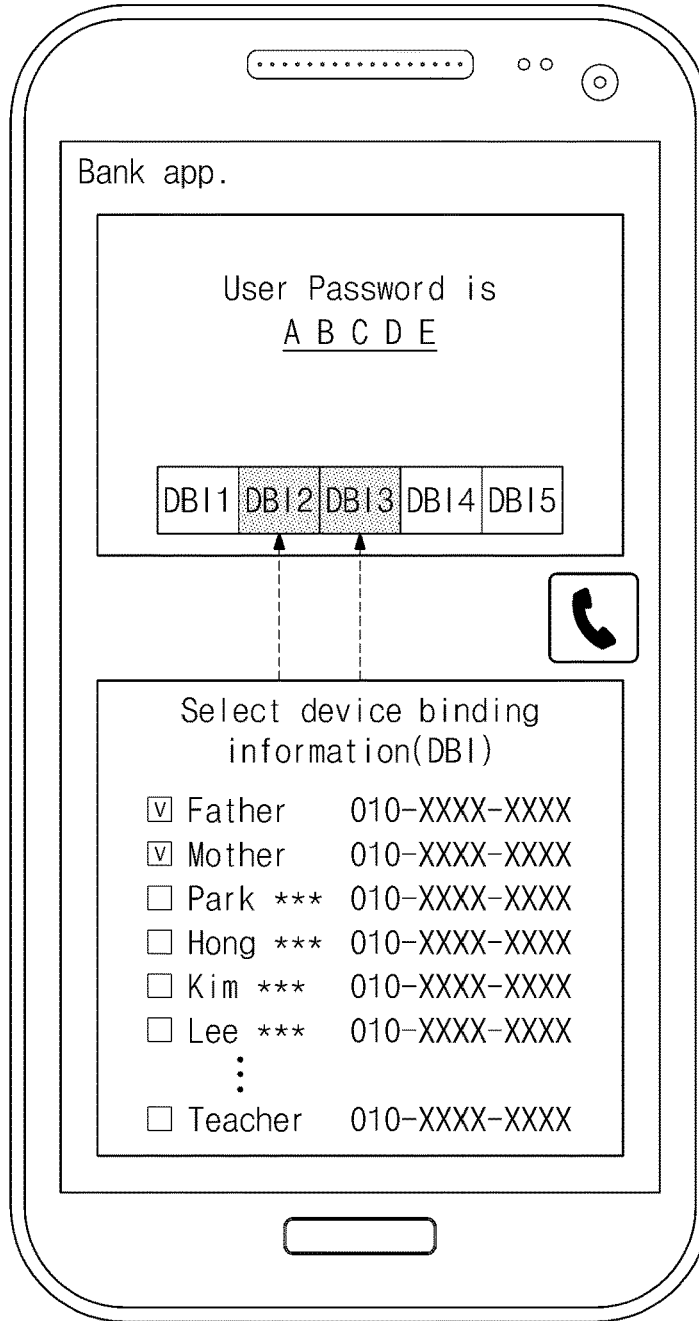 Bank app.
User Password is
A B C D E
DBI1 DBI2 DBI3 DBI4 DBI5
Select device binding
information(DBI)
V Father 010-XXXX-XXXX
V Mother 010-XXXX-XXXX
Park *** 010-XXXX-XXXX
Hong *** 010-XXXX-XXXX
Kim *** 010-XXXX-XXXX
Lee *** 010-XXXX-XXXX
Teacher 010-XXXX-XXXX